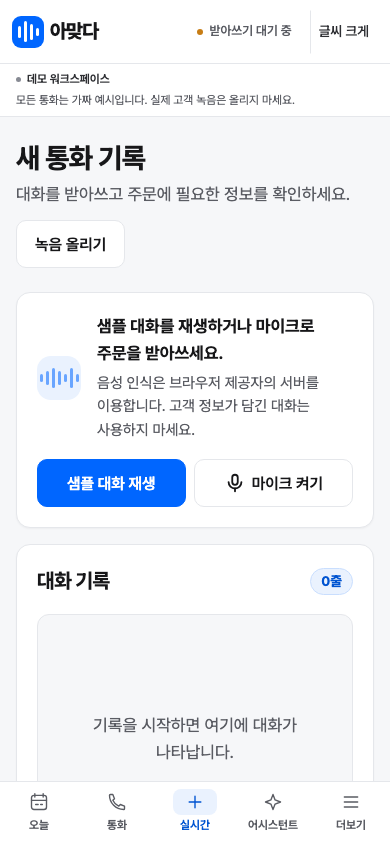 아맞다
받아쓰기 대기 중
글씨 크게
데모 워크스페이스
모든 통화는 가짜 예시입니다. 실제 고객 녹음은 올리지 마세요.
새 통화 기록
대화를 받아쓰고 주문에 필요한 정보를 확인하세요.
녹음 올리기
샘플 대화를 재생하거나 마이크로
주문을 받아쓰세요.
음성 인식은 브라우저 제공자의 서버를
이용합니다. 고객 정보가 담긴 대화는
사용하지 마세요.
샘플 대화 재생
마이크 켜기
대화 기록
0줄
기록을 시작하면 여기에 대화가
나타납니다.
오늘
통화
실시간
어시스턴트
더보기